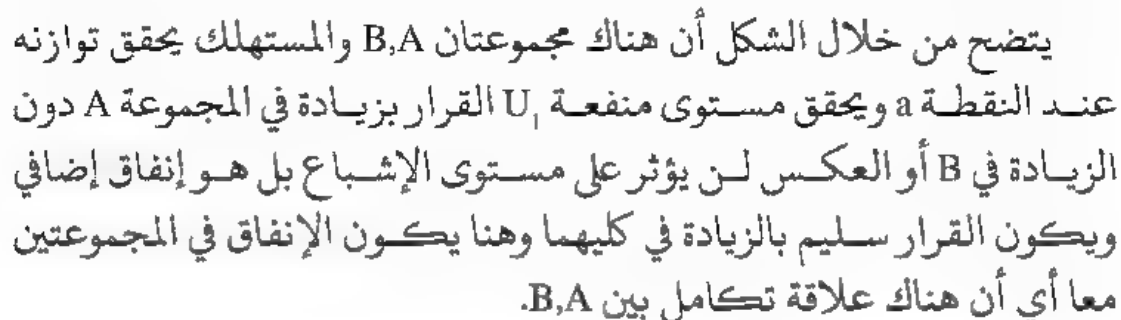 يتضح من خلال الشكل أن هناك مجموعتان B,A والمستهلك يحقق توازنه
عند النقطة a ويحقق مستوى منفعة U₁ القرار بزيادة في المجموعة A دون
الزيادة في B أو العكس لن يؤثر على مستوى الإشباع بل هو إنفاق إضافي
ويكون القرار سليم بالزيادة في كليهما وهنا يكون الإنفاق في المجموعتين
معا أى أن هناك علاقة تكامل بين B,A.